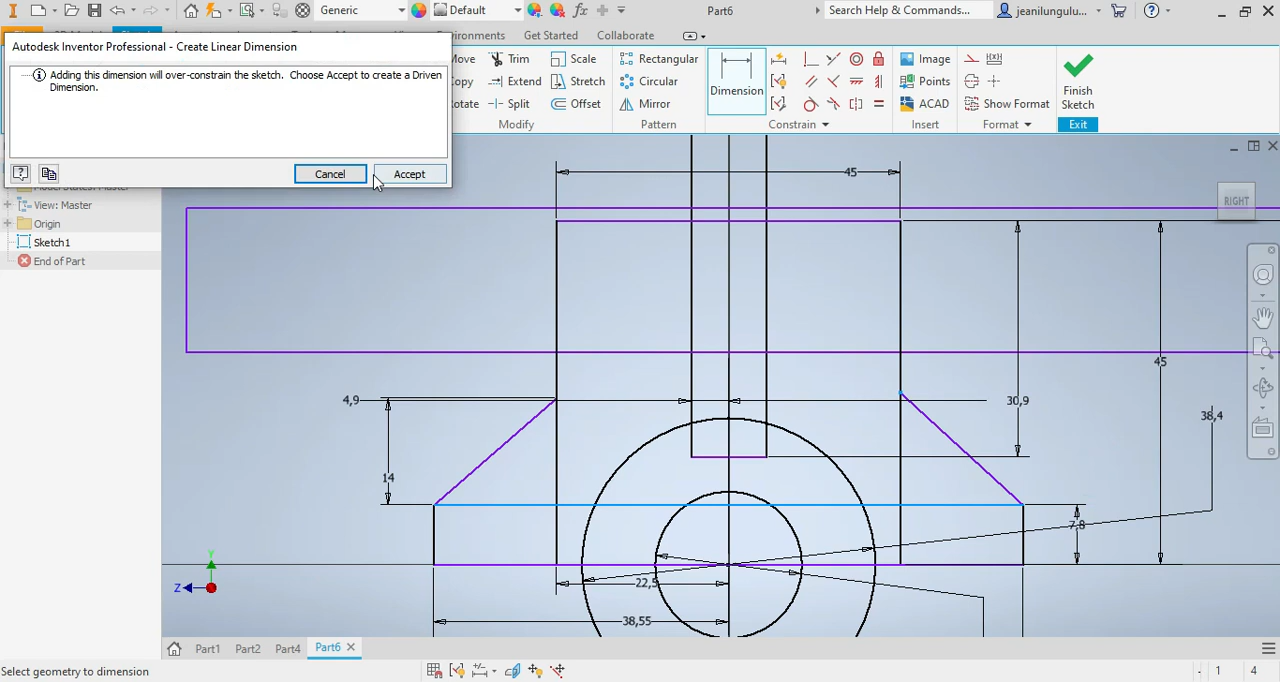 Generic
Default
fx
Part6
Search Help & Commands...
jeanilungulu...
Get Started
Collaborate
Autodesk Inventor Professional - Create Linear Dimension
Adding this dimension will over-constrain the sketch. Choose Accept to create a Driven
Dimension.
Cancel
Accept
Trim
Scale
Extend
Stretch
Split
Offset
Modify
Rectangular
Circular
Mirror
Pattern
Dimension
Constrain
Image
Points
ACAD
Insert
Show Format
Format
Finish
Sketch
Exit
View: Master
Origin
Sketch1
End of Part
RIGHT
45
4,9
30,9
45
38,4
14
7,8
22,5
38,55
Y
Z
Part1
Part2
Part4
Part6
Select geometry to dimension
1
4